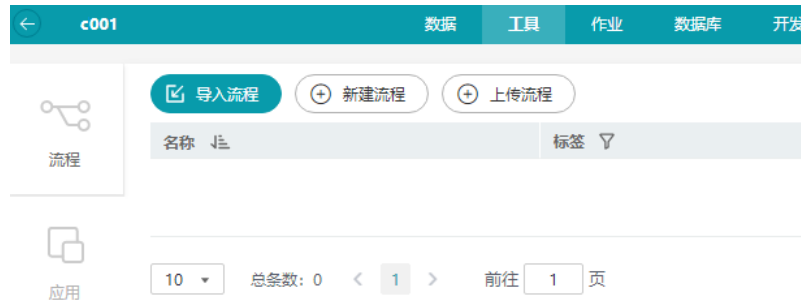 c001 数据 工具 作业 数据库 开发
导入流程 新建流程 上传流程
名称 标签
流程
应用
10 总条数: 0 1 前往 1 页